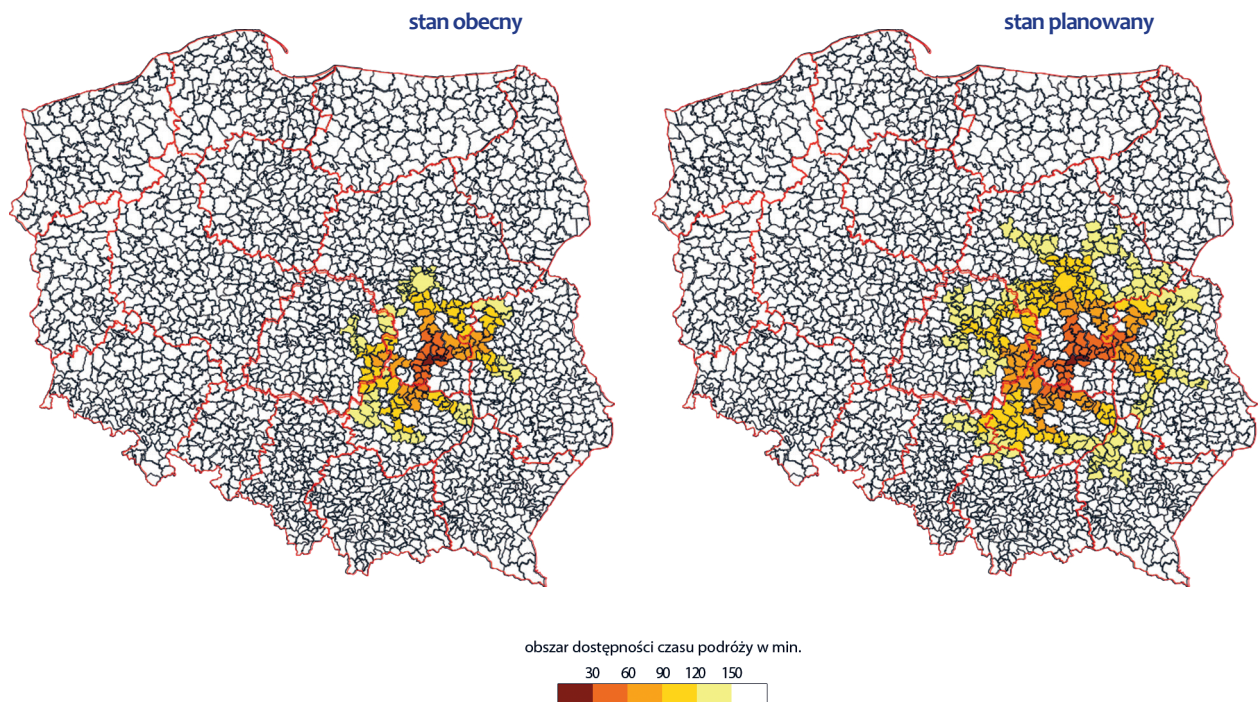 stan obecny
stan planowany
obszar dostępności czasu podróży w min.
30 60 90 120 150